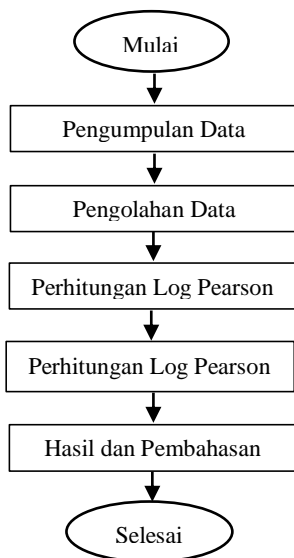 Mulai
Pengumpulan Data
Pengolahan Data
Perhitungan Log Pearson
Perhitungan Log Pearson
Hasil dan Pembahasan
Selesai